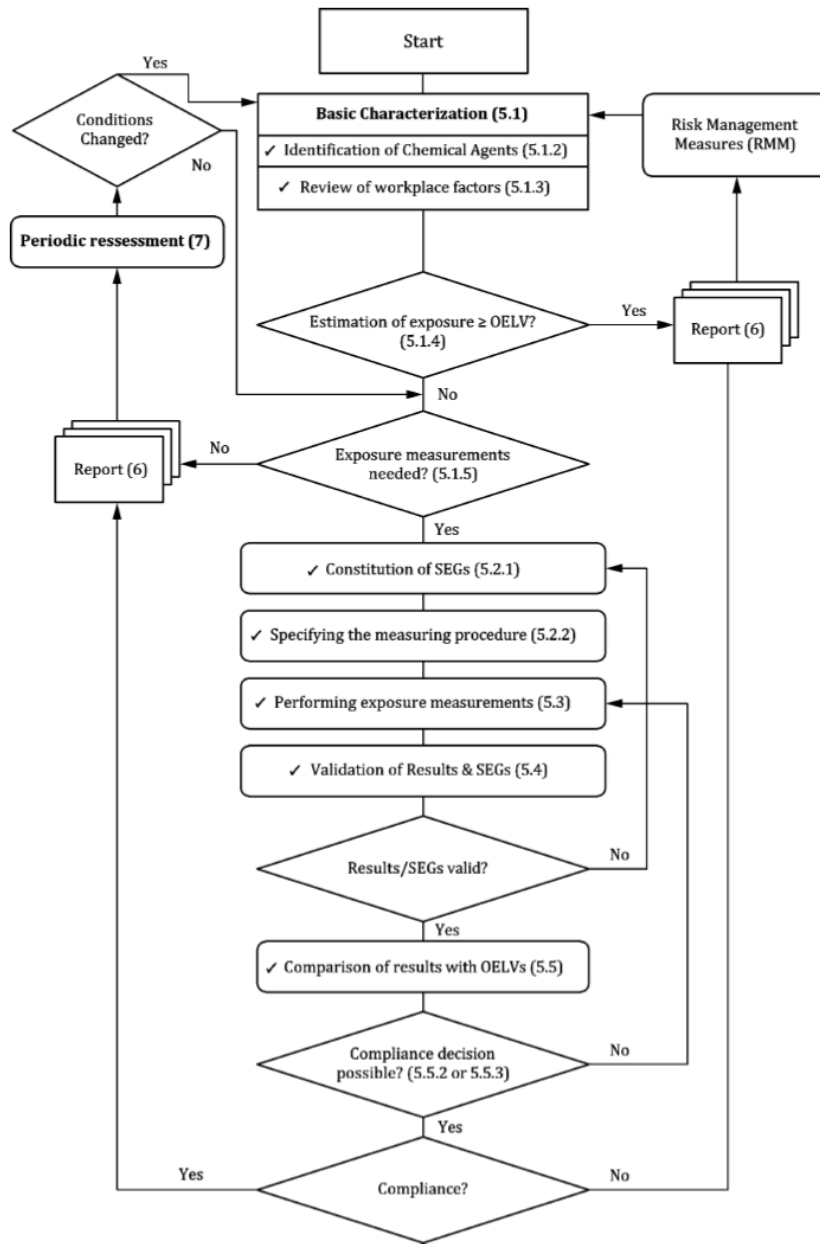 Start
Yes
Basic Characterization (5.1)
✓ Identification of Chemical Agents (5.1.2)
✓ Review of workplace factors (5.1.3)
Conditions
Changed?
No
Risk Management
Measures (RMM)
Periodic ressessment (7)
Estimation of exposure ≥ OELV?
(5.1.4)
Yes
Report (6)
No
Exposure measurements
needed? (5.1.5)
No
Report (6)
Yes
✓ Constitution of SEGs (5.2.1)
✓ Specifying the measuring procedure (5.2.2)
✓ Performing exposure measurements (5.3)
✓ Validation of Results & SEGs (5.4)
Results/SEGs valid?
No
Yes
✓ Comparison of results with OELVs (5.5)
Compliance decision
possible? (5.5.2 or 5.5.3)
No
Yes
Yes
Compliance?
No